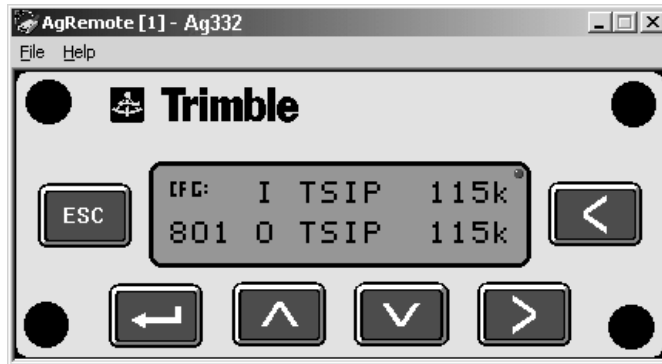 AgRemote [1] - Ag332
File Help
Trimble
CFG: I TSIP 115k
801 O TSIP 115k
ESC